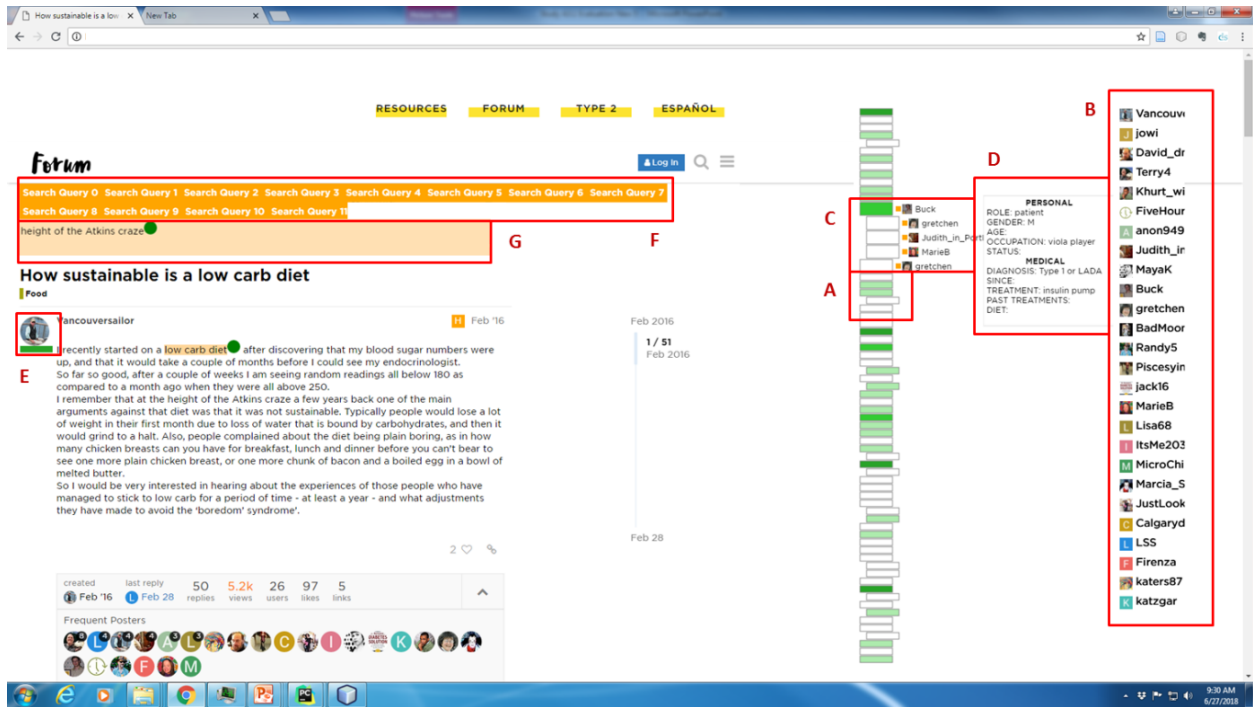 How sustainable is a low
New Tab
RESOURCES FORUM TYPE 2 ESPAÑOL
Forum
Log In
Search Query 0 Search Query 1 Search Query 2 Search Query 3 Search Query 4 Search Query 5 Search Query 6 Search Query 7
Search Query 8 Search Query 9 Search Query 10 Search Query 11
F
height of the Atkins craze
G
How sustainable is a low carb diet
Food
Vancouversailor
H Feb '16
E
I recently started on a low carb diet after discovering that my blood sugar numbers were
up, and that it would take a couple of months before I could see my endocrinologist.
So far so good, after a couple of weeks I am seeing random readings all below 180 as
compared to a month ago when they were all above 250.
I remember that at the height of the Atkins craze a few years back one of the main
arguments against that diet was that it was not sustainable. Typically people would lose a lot
of weight in their first month due to loss of water that is bound by carbohydrates, and then it
would grind to a halt. Also, people complained about the diet being plain boring, as in how
many chicken breasts can you have for breakfast, lunch and dinner before you can't bear to
see one more plain chicken breast, or one more chunk of bacon and a boiled egg in a bowl of
melted butter.
So I would be very interested in hearing about the experiences of those people who have
managed to stick to low carb for a period of time - at least a year - and what adjustments
they have made to avoid the 'boredom' syndrome'.
2
created last reply 50 5.2k 26 97 5
Feb '16 L Feb 28 replies views users likes links
Frequent Posters
8 L 4 4 4 A 3 L 3 C I K
F M
Feb 2016
1 / 51
Feb 2016
Feb 28
A
C
Buck
gretchen
Judith_in_Portl
MarieB
gretchen
D
PERSONAL
ROLE: patient
GENDER: M
AGE:
OCCUPATION: viola player
STATUS:
MEDICAL
DIAGNOSIS: Type 1 or LADA
SINCE:
TREATMENT: insulin pump
PAST TREATMENTS:
DIET:
B
Vancouv
J jowi
David_dr
Terry4
Khurt_wi
FiveHour
A anon949
Judith_in
MayaK
Buck
gretchen
BadMoor
Randy5
Piscesyin
jack16
MarieB
L Lisa68
I ItsMe203
M MicroChi
Marcia_S
JustLook
C Calgaryd
L LSS
F Firenza
katers87
K katzgar
9:30 AM
6/27/2018